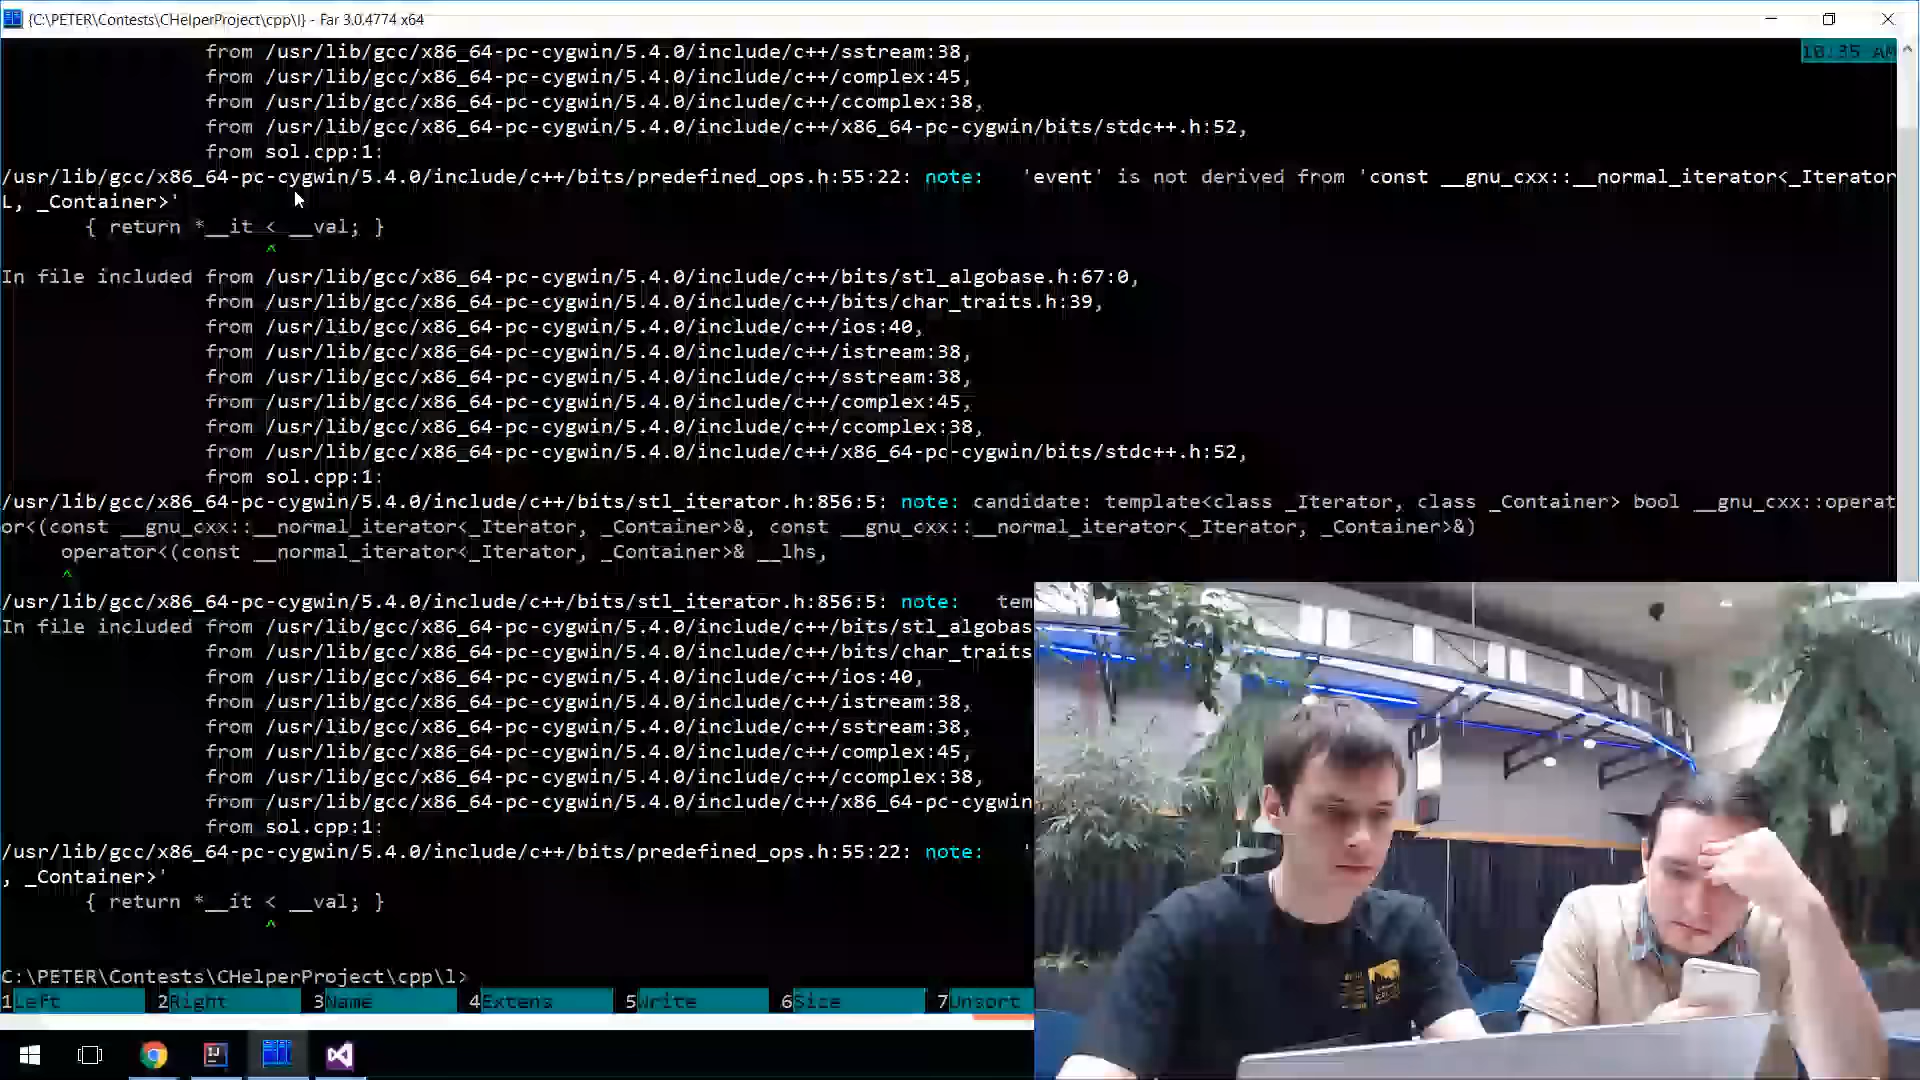 {C:\PETER\Contests\CHelperProject\cpp\l} - Far 3.0.4774 x64
from /usr/lib/gcc/x86_64-pc-cygwin/5.4.0/include/c++/sstream:38,
10:35 AM
from /usr/lib/gcc/x86_64-pc-cygwin/5.4.0/include/c++/complex:45,
from /usr/lib/gcc/x86_64-pc-cygwin/5.4.0/include/c++/ccomplex:38,
from /usr/lib/gcc/x86_64-pc-cygwin/5.4.0/include/c++/x86_64-pc-cygwin/bits/stdc++.h:52,
from sol.cpp:1:
/usr/lib/gcc/x86_64-pc-cygwin/5.4.0/include/c++/bits/predefined_ops.h:55:22: note:   'event' is not derived from 'const __gnu_cxx::__normal_iterator<_Iterator
L, _Container>'
{ return *__it < __val; }
^
In file included from /usr/lib/gcc/x86_64-pc-cygwin/5.4.0/include/c++/bits/stl_algobase.h:67:0,
from /usr/lib/gcc/x86_64-pc-cygwin/5.4.0/include/c++/bits/char_traits.h:39,
from /usr/lib/gcc/x86_64-pc-cygwin/5.4.0/include/c++/ios:40,
from /usr/lib/gcc/x86_64-pc-cygwin/5.4.0/include/c++/istream:38,
from /usr/lib/gcc/x86_64-pc-cygwin/5.4.0/include/c++/sstream:38,
from /usr/lib/gcc/x86_64-pc-cygwin/5.4.0/include/c++/complex:45,
from /usr/lib/gcc/x86_64-pc-cygwin/5.4.0/include/c++/ccomplex:38,
from /usr/lib/gcc/x86_64-pc-cygwin/5.4.0/include/c++/x86_64-pc-cygwin/bits/stdc++.h:52,
from sol.cpp:1:
/usr/lib/gcc/x86_64-pc-cygwin/5.4.0/include/c++/bits/stl_iterator.h:856:5: note: candidate: template<class _Iterator, class _Container> bool __gnu_cxx::operat
or<(const __gnu_cxx::__normal_iterator<_Iterator, _Container>&, const __gnu_cxx::__normal_iterator<_Iterator, _Container>&)
operator<(const __normal_iterator<_Iterator, _Container>& __lhs,
^
/usr/lib/gcc/x86_64-pc-cygwin/5.4.0/include/c++/bits/stl_iterator.h:856:5: note:   tem
In file included from /usr/lib/gcc/x86_64-pc-cygwin/5.4.0/include/c++/bits/stl_algobas
from /usr/lib/gcc/x86_64-pc-cygwin/5.4.0/include/c++/bits/char_traits
from /usr/lib/gcc/x86_64-pc-cygwin/5.4.0/include/c++/ios:40,
from /usr/lib/gcc/x86_64-pc-cygwin/5.4.0/include/c++/istream:38,
from /usr/lib/gcc/x86_64-pc-cygwin/5.4.0/include/c++/sstream:38,
from /usr/lib/gcc/x86_64-pc-cygwin/5.4.0/include/c++/complex:45,
from /usr/lib/gcc/x86_64-pc-cygwin/5.4.0/include/c++/ccomplex:38,
from /usr/lib/gcc/x86_64-pc-cygwin/5.4.0/include/c++/x86_64-pc-cygwin
from sol.cpp:1:
/usr/lib/gcc/x86_64-pc-cygwin/5.4.0/include/c++/bits/predefined_ops.h:55:22: note:   '
, _Container>'
{ return *__it < __val; }
^
C:\PETER\Contests\CHelperProject\cpp\l>
1Left 2Right 3Name 4Extens 5Write 6Size 7Unsort
IJ